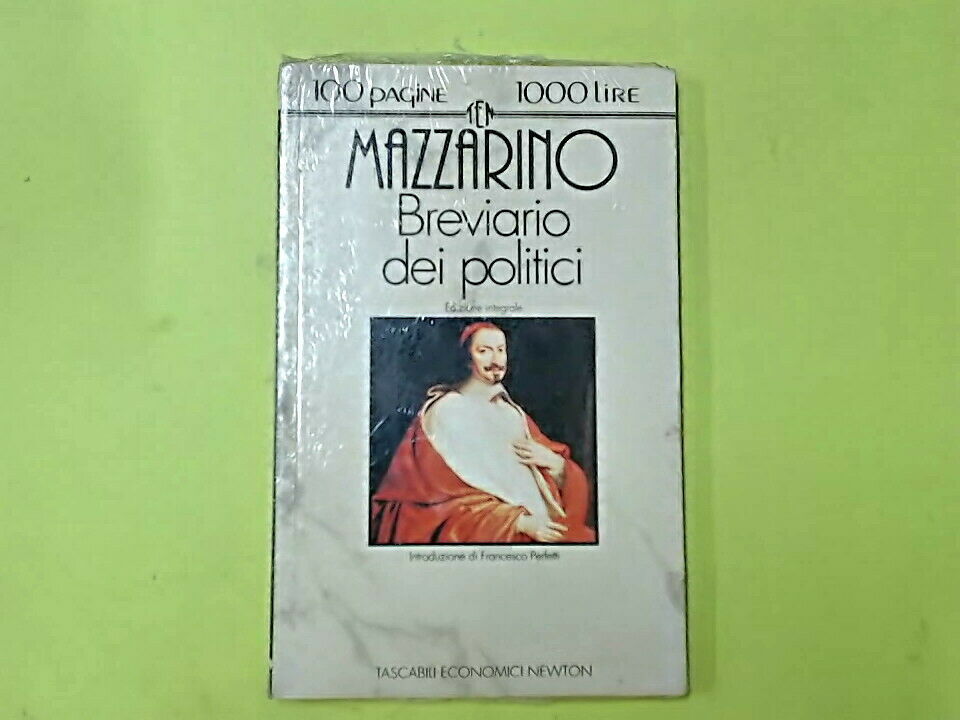 100 pagine 1000 lire
TEN
MAZZARINO
Breviario
dei politici
Edizione integrale
Introduzione di Francesco Perfetti
TASCABILI ECONOMICI NEWTON